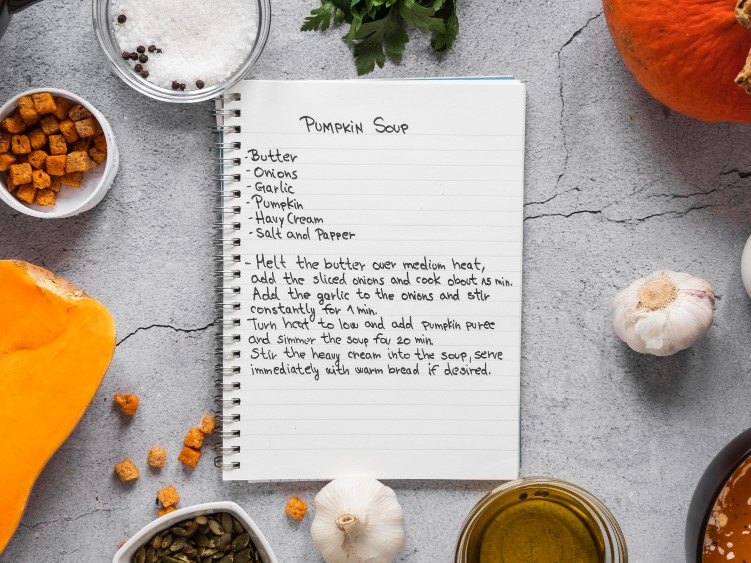 Pumpkin Soup
- Butter
- Onions
- Garlic
- Pumpkin
- Havy Cream
- Salt and Papper
- Melt the butter over medium heat,
add the sliced onions and cook obout 15 min.
Add the garlic to the onions and stir
constantly for 1 min.
Turn heat to low and add pumpkin puree
and simmer the soup for 20 min.
Stir the heavy cream into the soup, serve
immediately with warm bread if desired.